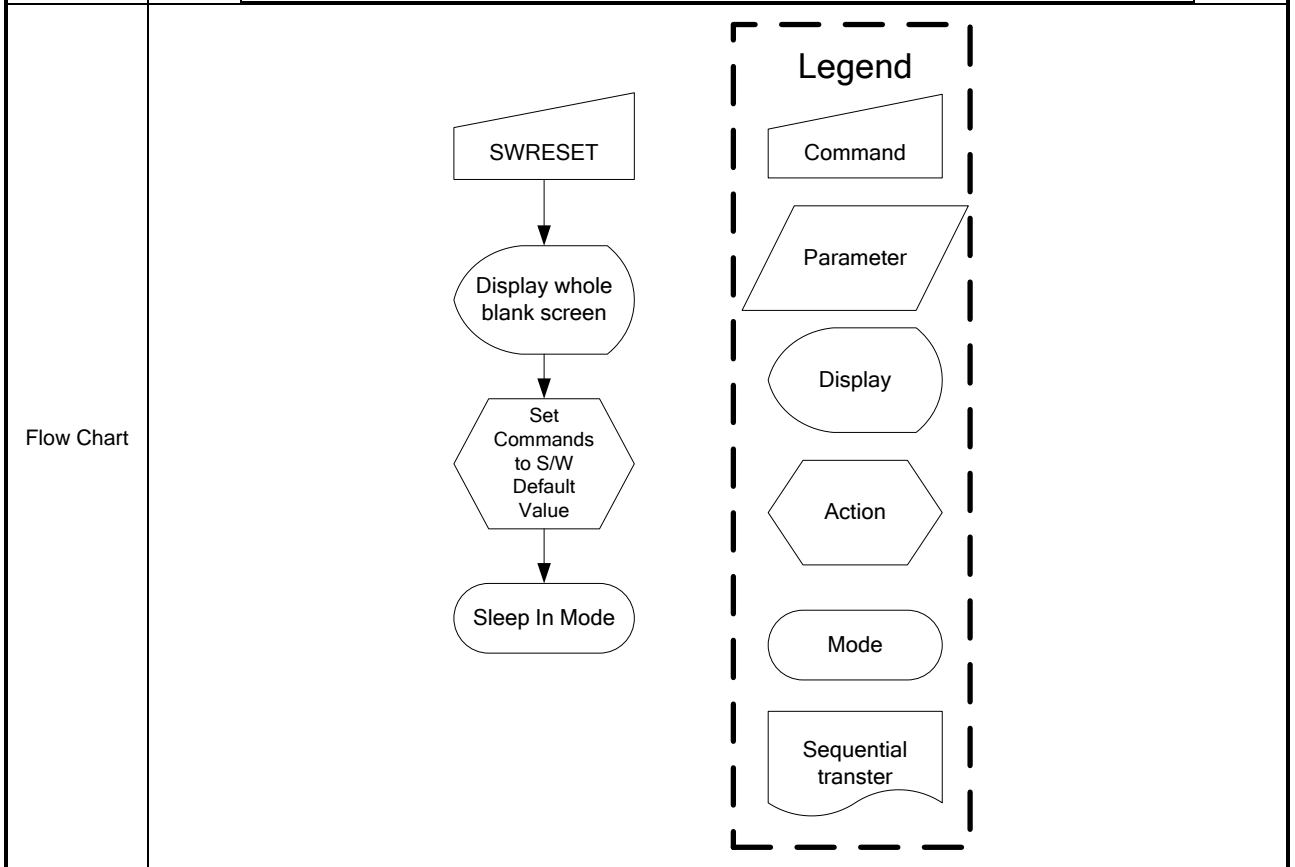 Flow Chart
SWRESET
Display whole
blank screen
Set
Commands
to S/W
Default
Value
Sleep In Mode
Legend
Command
Parameter
Display
Action
Mode
Sequential
transter